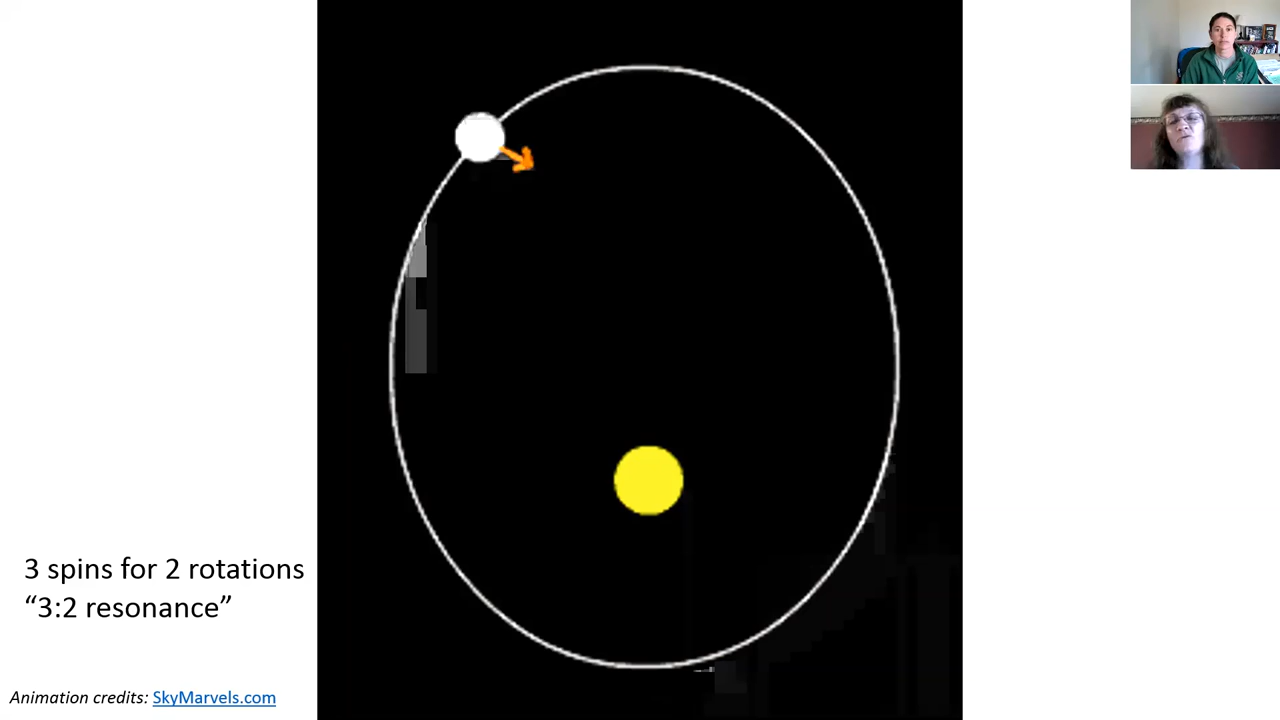 3 spins for 2 rotations
“3:2 resonance”
Animation credits: SkyMarvels.com